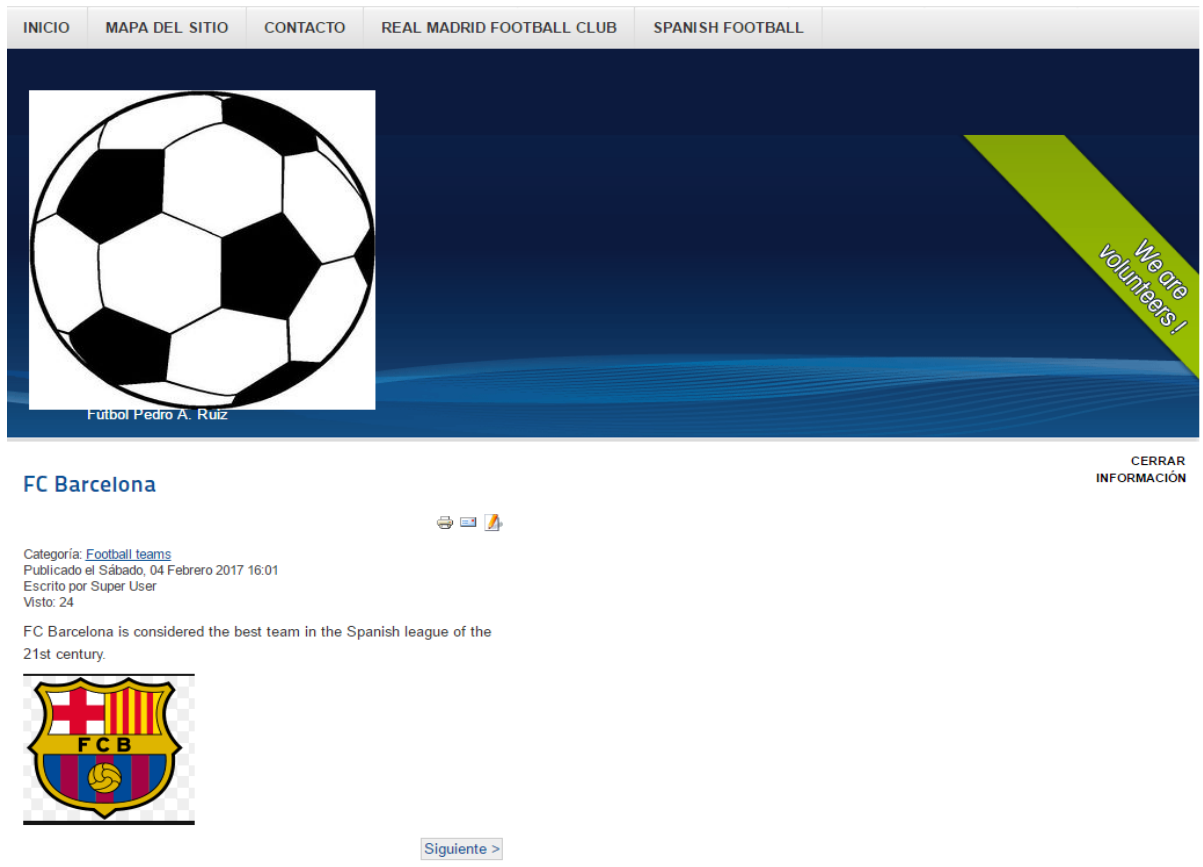 INICIO MAPA DEL SITIO CONTACTO REAL MADRID FOOTBALL CLUB SPANISH FOOTBALL
We are
volunteers !
Fútbol Pedro A. Ruiz
CERRAR
INFORMACIÓN
FC Barcelona
Categoría: Football teams
Publicado el Sábado, 04 Febrero 2017 16:01
Escrito por Super User
Visto: 24
FC Barcelona is considered the best team in the Spanish league of the
21st century.
F C B
Siguiente >